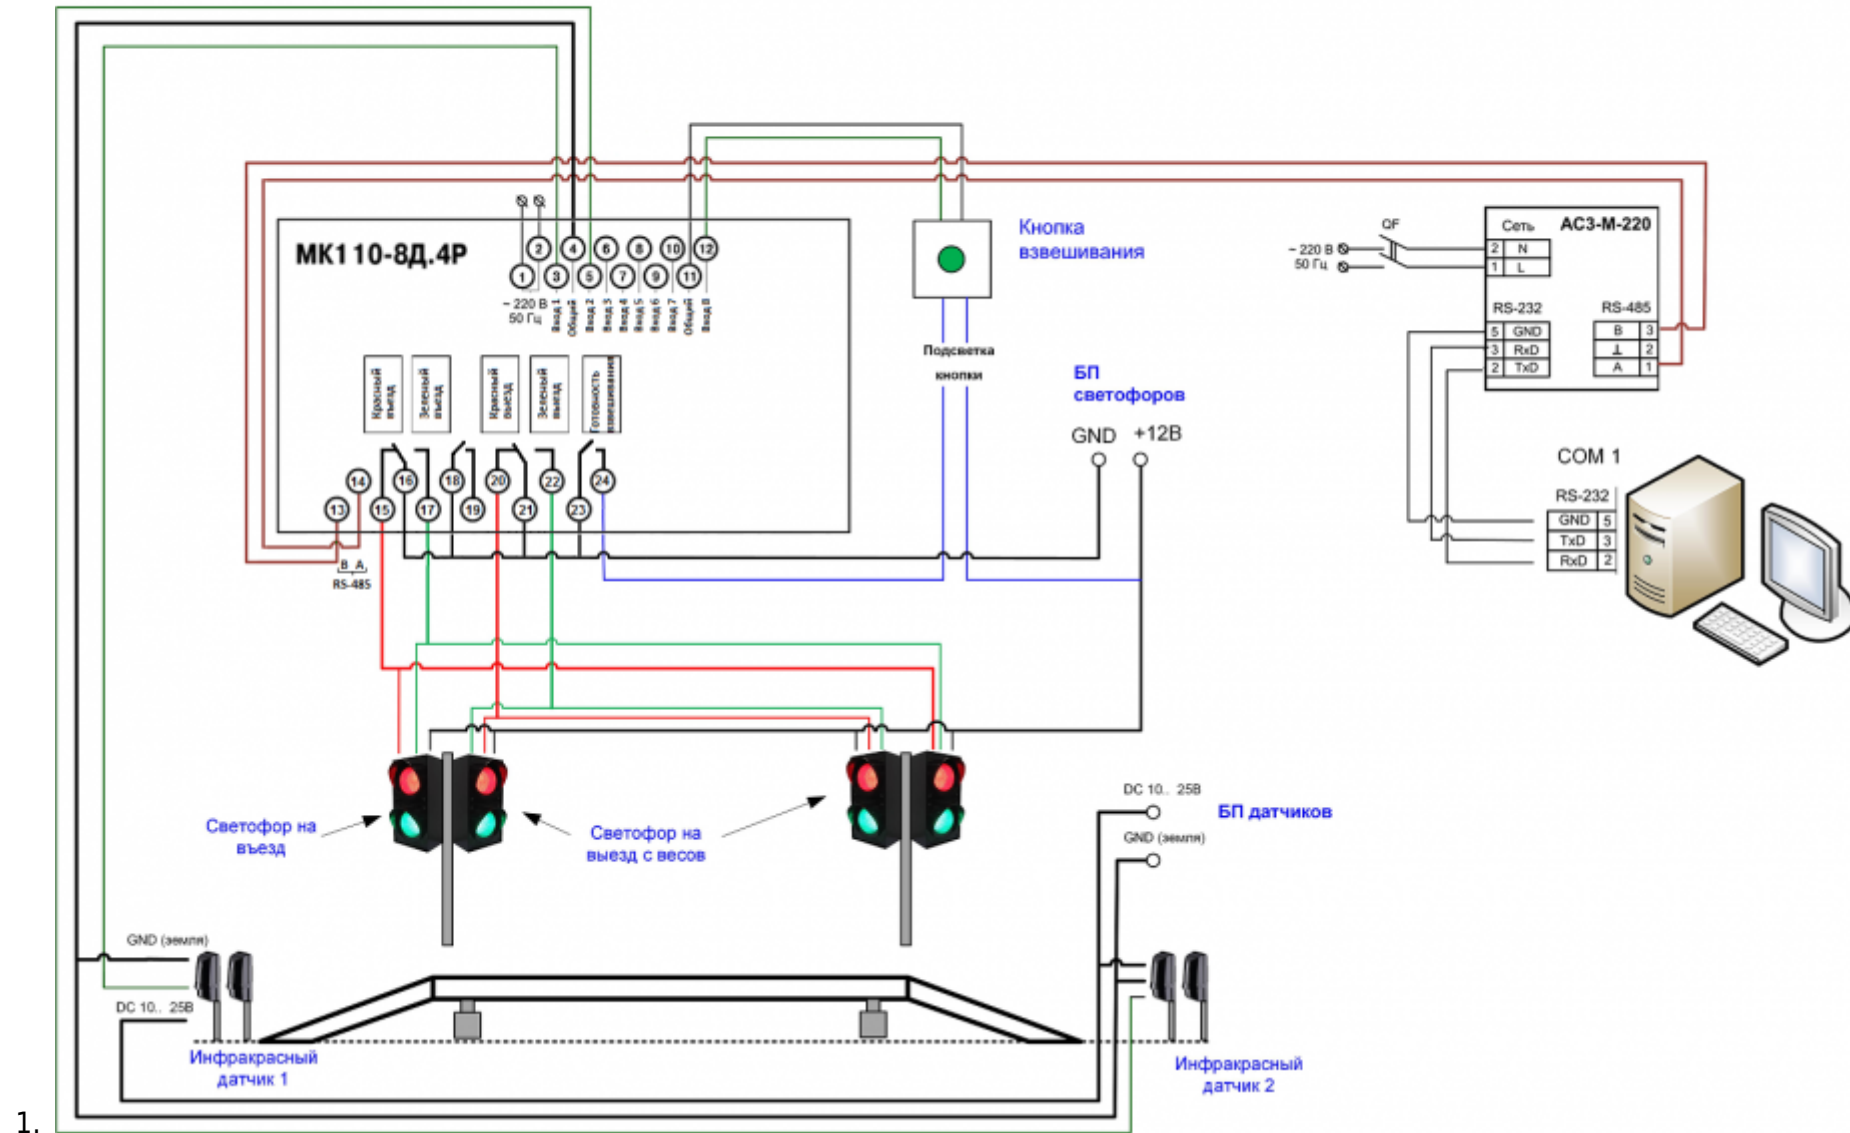 МК110-8Д.4Р
2
4
6
8
10
12
1
3
5
7
9
11
~ 220 В
50 Гц
Вход 1
Общий
Вход 2
Вход 3
Вход 4
Вход 5
Вход 6
Вход 7
Общий
Вход 8
Красный
въезд
Зеленый
въезд
Красный
выезд
Зеленый
выезд
Готовность
взвешивания
14
16
18
20
22
24
13
15
17
19
21
23
B A
RS-485
Кнопка
взвешивания
Подсветка
кнопки
БП
светофоров
GND +12В
QF
~ 220 В
50 Гц
Сеть
АС3-М-220
2 N
1 L
RS-232
5 GND
3 RxD
2 TxD
RS-485
B 3
⊥ 2
A 1
COM 1
RS-232
GND 5
TxD 3
RxD 2
Светофор на
въезд
Светофор на
выезд с весов
DC 10.. 25В
БП датчиков
GND (земля)
GND (земля)
DC 10.. 25В
Инфракрасный
датчик 1
Инфракрасный
датчик 2
1.